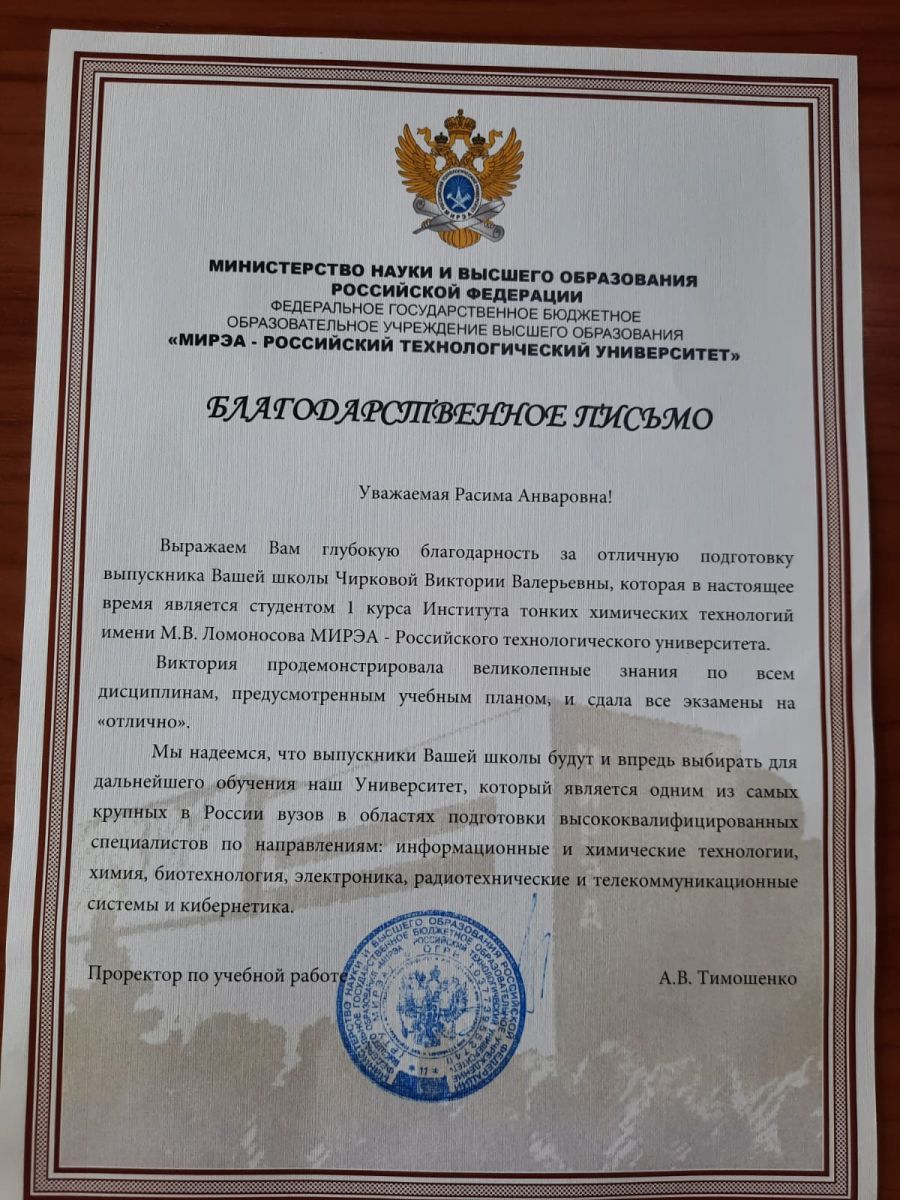 МИРЭА
МИНИСТЕРСТВО НАУКИ И ВЫСШЕГО ОБРАЗОВАНИЯ
РОССИЙСКОЙ ФЕДЕРАЦИИ
ФЕДЕРАЛЬНОЕ ГОСУДАРСТВЕННОЕ БЮДЖЕТНОЕ
ОБРАЗОВАТЕЛЬНОЕ УЧРЕЖДЕНИЕ ВЫСШЕГО ОБРАЗОВАНИЯ
«МИРЭА - РОССИЙСКИЙ ТЕХНОЛОГИЧЕСКИЙ УНИВЕРСИТЕТ»
БЛАГОДАРСТВЕННОЕ ПИСЬМО
Уважаемая Расима Анваровна!
Выражаем Вам глубокую благодарность за отличную подготовку
выпускника Вашей школы Чирковой Виктории Валерьевны, которая в настоящее
время является студентом 1 курса Института тонких химических технологий
имени М.В. Ломоносова МИРЭА - Российского технологического университета.
Виктория продемонстрировала великолепные знания по всем
дисциплинам, предусмотренным учебным планом, и сдала все экзамены на
«отлично».
Мы надеемся, что выпускники Вашей школы будут и впредь выбирать для
дальнейшего обучения наш Университет, который является одним из самых
крупных в России вузов в областях подготовки высококвалифицированных
специалистов по направлениям: информационные и химические технологии,
химия, биотехнология, электроника, радиотехнические и телекоммуникационные
системы и кибернетика.
Проректор по учебной работе
А.В. Тимошенко